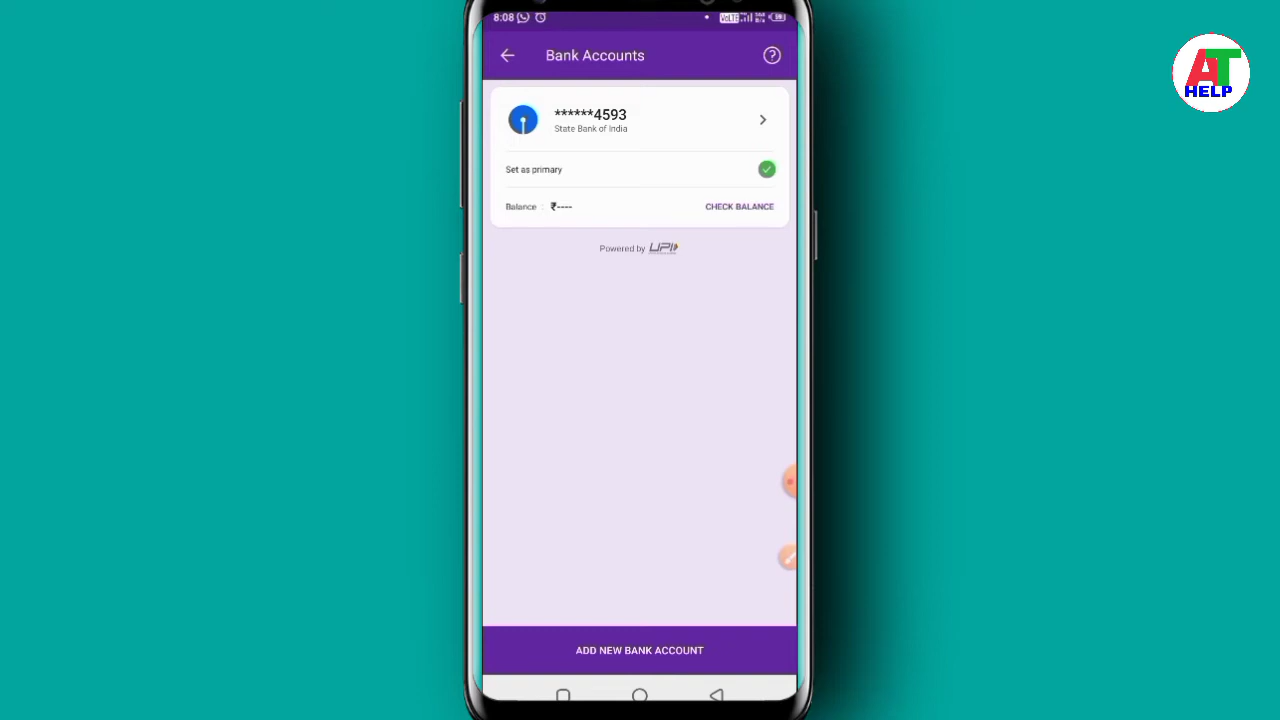 8:08
VoLTE
Bank Accounts
AT
HELP
******4593
State Bank of India
Set as primary
Balance : ₹----
CHECK BALANCE
Powered by UPI
ADD NEW BANK ACCOUNT